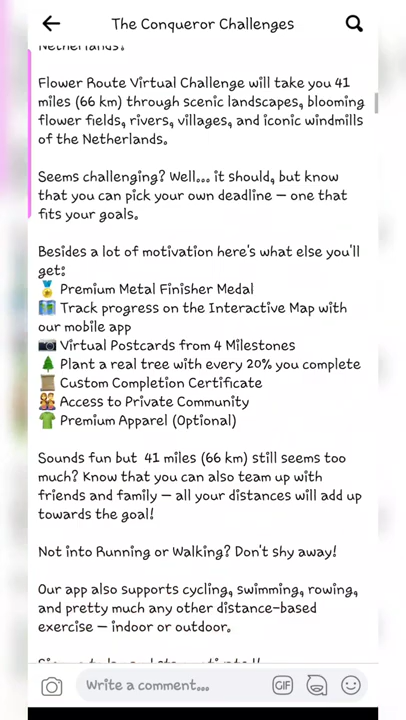 The Conqueror Challenges
Netherlands!
Flower Route Virtual Challenge will take you 41
miles (66 km) through scenic landscapes, blooming
flower fields, rivers, villages, and iconic windmills
of the Netherlands.
Seems challenging? Well... it should, but know
that you can pick your own deadline — one that
fits your goals.
Besides a lot of motivation here's what else you'll
get:
🏅 Premium Metal Finisher Medal
🗺️ Track progress on the Interactive Map with
our mobile app
📷 Virtual Postcards from 4 Milestones
🌲 Plant a real tree with every 20% you complete
📜 Custom Completion Certificate
👫 Access to Private Community
👕 Premium Apparel (Optional)
Sounds fun but 41 miles (66 km) still seems too
much? Know that you can also team up with
friends and family — all your distances will add up
towards the goal!
Not into Running or Walking? Don't shy away!
Our app also supports cycling, swimming, rowing,
and pretty much any other distance-based
exercise — indoor or outdoor.
Write a comment...
GIF